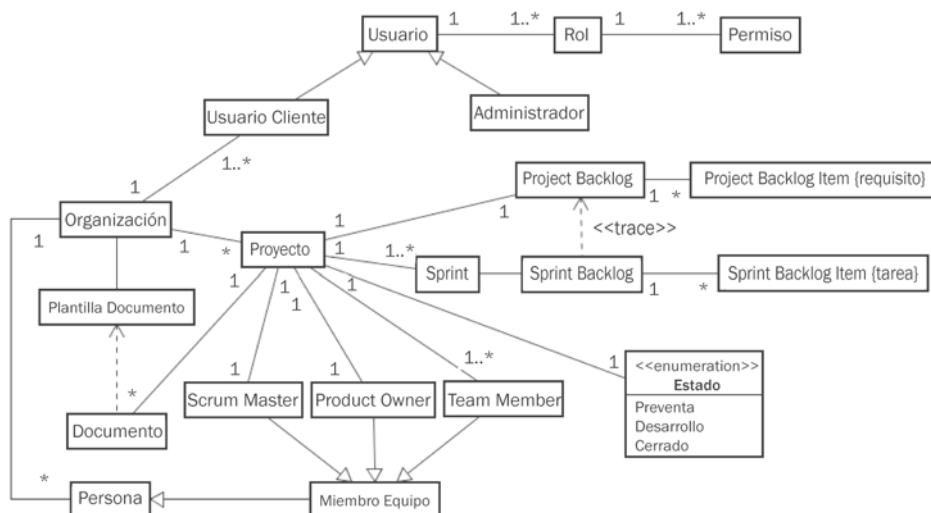 Usuario 1 1..* Rol 1 1..* Permiso
Usuario Cliente Administrador
1..*
1
Project Backlog 1 * Project Backlog Item {requisito}
Organización 1 1 <<trace>>
1 1 * Proyecto 1 1..*
Sprint Sprint Backlog 1 * Sprint Backlog Item {tarea}
1 1 1 1
Plantilla Documento
1..* 1 <<enumeration>>
Estado
* 1 1
Scrum Master Product Owner Team Member Preventa
Documento Desarrollo
Cerrado
* Persona Miembro Equipo